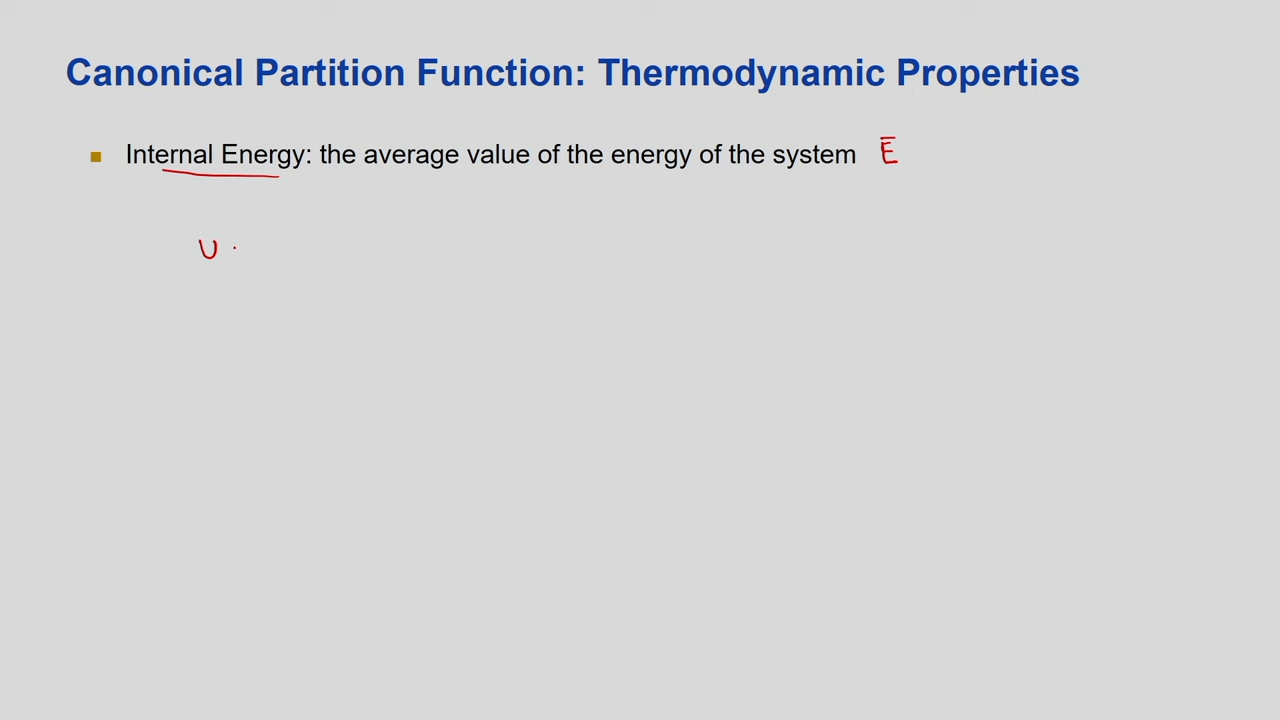 Canonical Partition Function: Thermodynamic Properties
Internal Energy: the average value of the energy of the system E̅
U